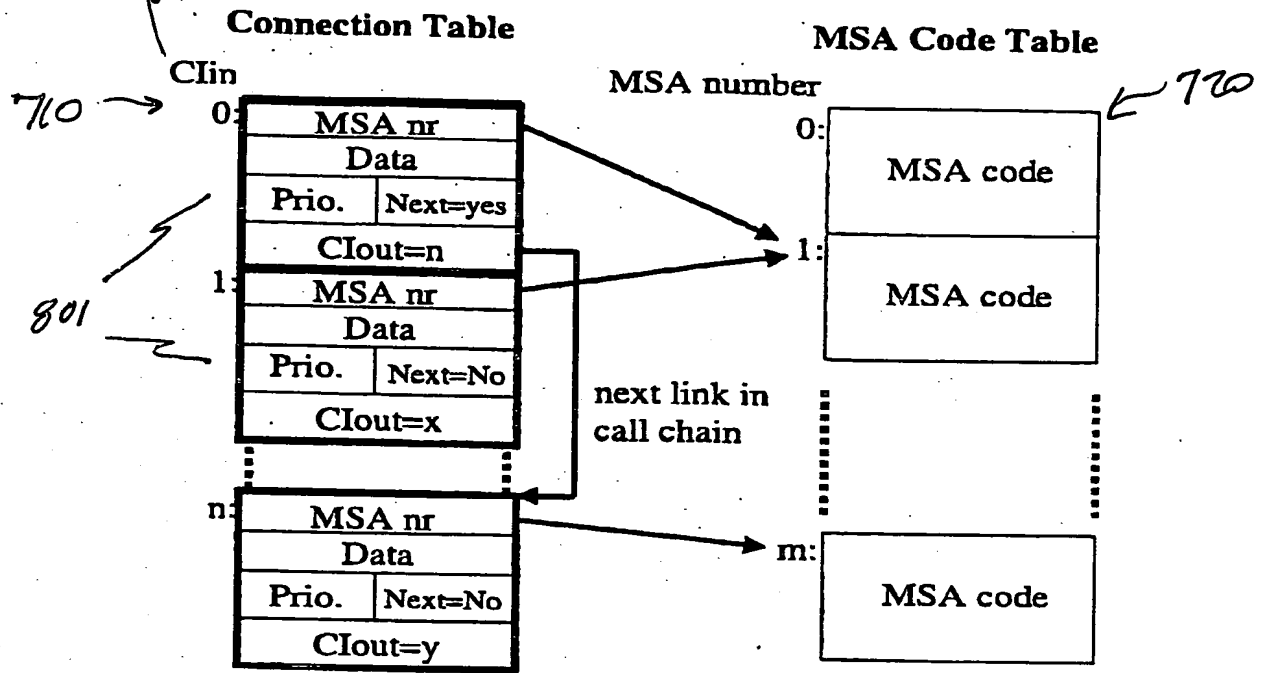 Connection Table
MSA Code Table
CIin
MSA number
710
720
0:
MSA nr
Data
Prio. Next=yes
CIout=n
1:
MSA nr
Data
Prio. Next=No
CIout=x
801
n:
MSA nr
Data
Prio. Next=No
CIout=y
next link in
call chain
0:
MSA code
1:
MSA code
m:
MSA code